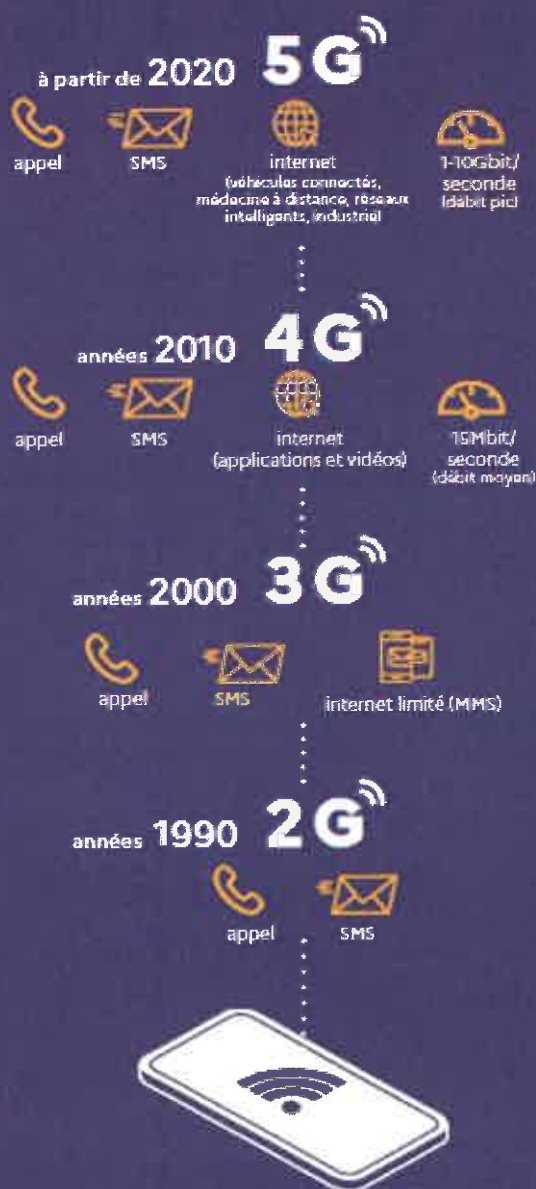 à partir de 2020 5G
appel
SMS
internet
(véhicules connectés,
médecine à distance, réseaux
intelligents, industrie)
1-10Gbit/
seconde
(débit pic)
années 2010 4G
appel
SMS
internet
(applications et vidéos)
15Mbit/
seconde
(débit moyen)
années 2000 3G
appel
SMS
internet limité (MMS)
années 1990 2G
appel
SMS